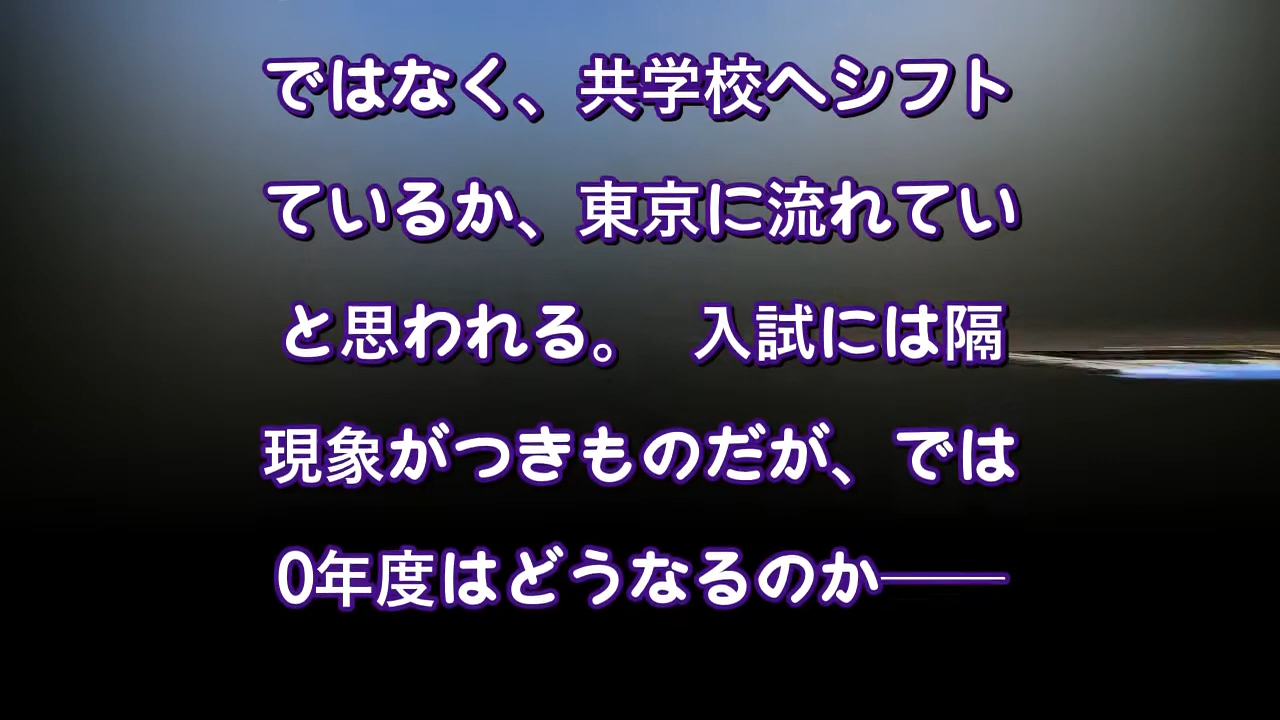 ではなく、共学校へシフト
ているか、東京に流れてい
と思われる。　入試には隔
現象がつきものだが、では
0年度はどうなるのか――